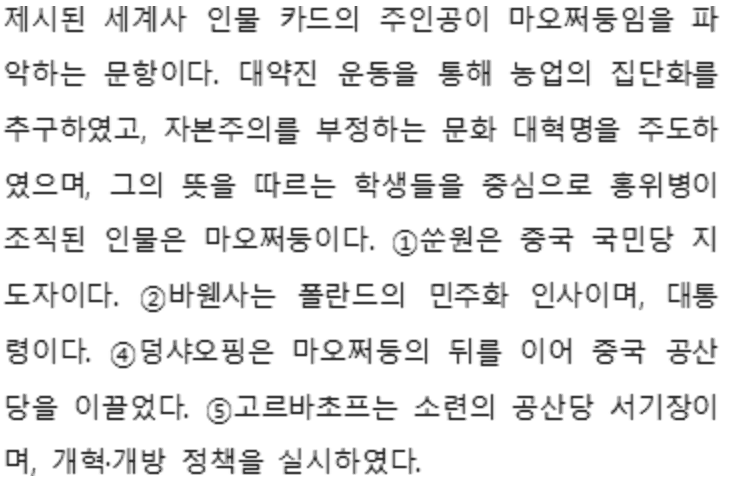 제시된 세계사 인물 카드의 주인공이 마오쩌둥임을 파
악하는 문항이다. 대약진 운동을 통해 농업의 집단화를
추구하였고, 자본주의를 부정하는 문화 대혁명을 주도하
였으며, 그의 뜻을 따르는 학생들을 중심으로 홍위병이
조직된 인물은 마오쩌둥이다. ①쑨원은 중국 국민당 지
도자이다. ②바웬사는 폴란드의 민주화 인사이며, 대통
령이다. ④덩샤오핑은 마오쩌둥의 뒤를 이어 중국 공산
당을 이끌었다. ⑤고르바초프는 소련의 공산당 서기장이
며, 개혁·개방 정책을 실시하였다.